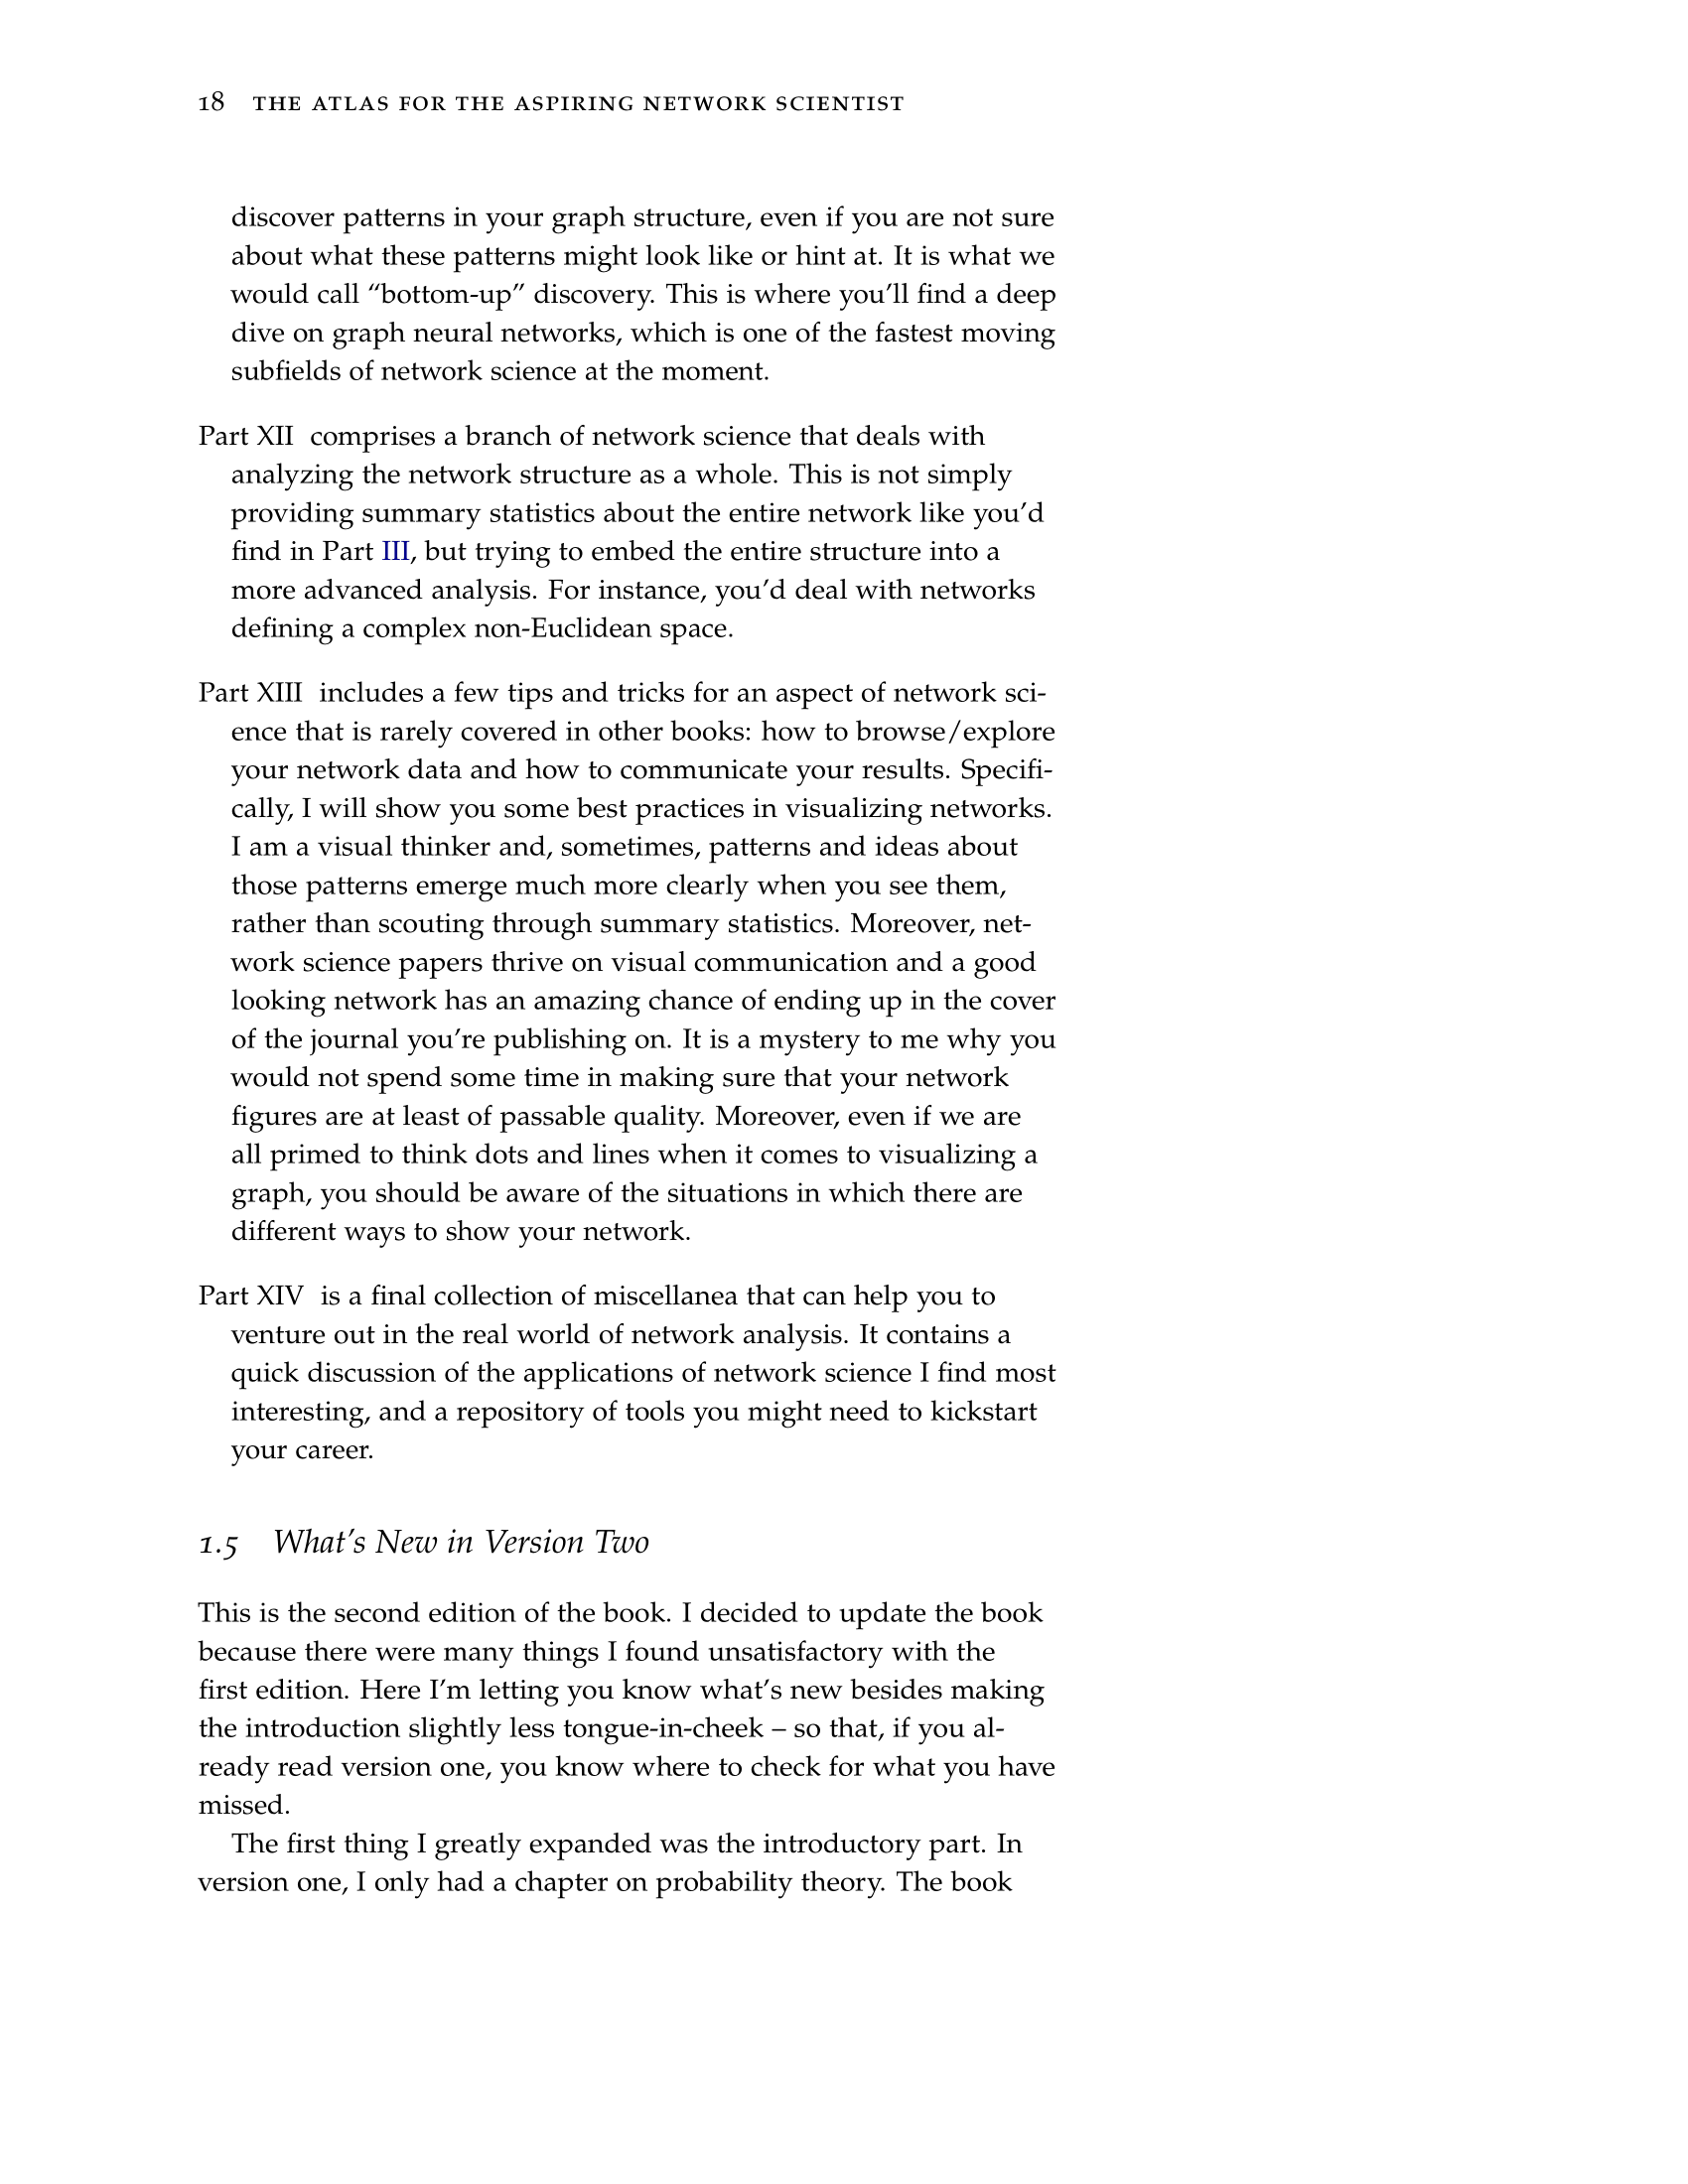 18 THE ATLAS FOR THE ASPIRING NETWORK SCIENTIST
discover patterns in your graph structure, even if you are not sure
about what these patterns might look like or hint at. It is what we
would call “bottom-up” discovery. This is where you’ll find a deep
dive on graph neural networks, which is one of the fastest moving
subfields of network science at the moment.
Part XII comprises a branch of network science that deals with
analyzing the network structure as a whole. This is not simply
providing summary statistics about the entire network like you’d
find in Part III, but trying to embed the entire structure into a
more advanced analysis. For instance, you’d deal with networks
defining a complex non-Euclidean space.
Part XIII includes a few tips and tricks for an aspect of network sci-
ence that is rarely covered in other books: how to browse/explore
your network data and how to communicate your results. Specifi-
cally, I will show you some best practices in visualizing networks.
I am a visual thinker and, sometimes, patterns and ideas about
those patterns emerge much more clearly when you see them,
rather than scouting through summary statistics. Moreover, net-
work science papers thrive on visual communication and a good
looking network has an amazing chance of ending up in the cover
of the journal you’re publishing on. It is a mystery to me why you
would not spend some time in making sure that your network
figures are at least of passable quality. Moreover, even if we are
all primed to think dots and lines when it comes to visualizing a
graph, you should be aware of the situations in which there are
different ways to show your network.
Part XIV is a final collection of miscellanea that can help you to
venture out in the real world of network analysis. It contains a
quick discussion of the applications of network science I find most
interesting, and a repository of tools you might need to kickstart
your career.
1.5 What’s New in Version Two
This is the second edition of the book. I decided to update the book
because there were many things I found unsatisfactory with the
first edition. Here I’m letting you know what’s new besides making
the introduction slightly less tongue-in-cheek – so that, if you al-
ready read version one, you know where to check for what you have
missed.
The first thing I greatly expanded was the introductory part. In
version one, I only had a chapter on probability theory. The book